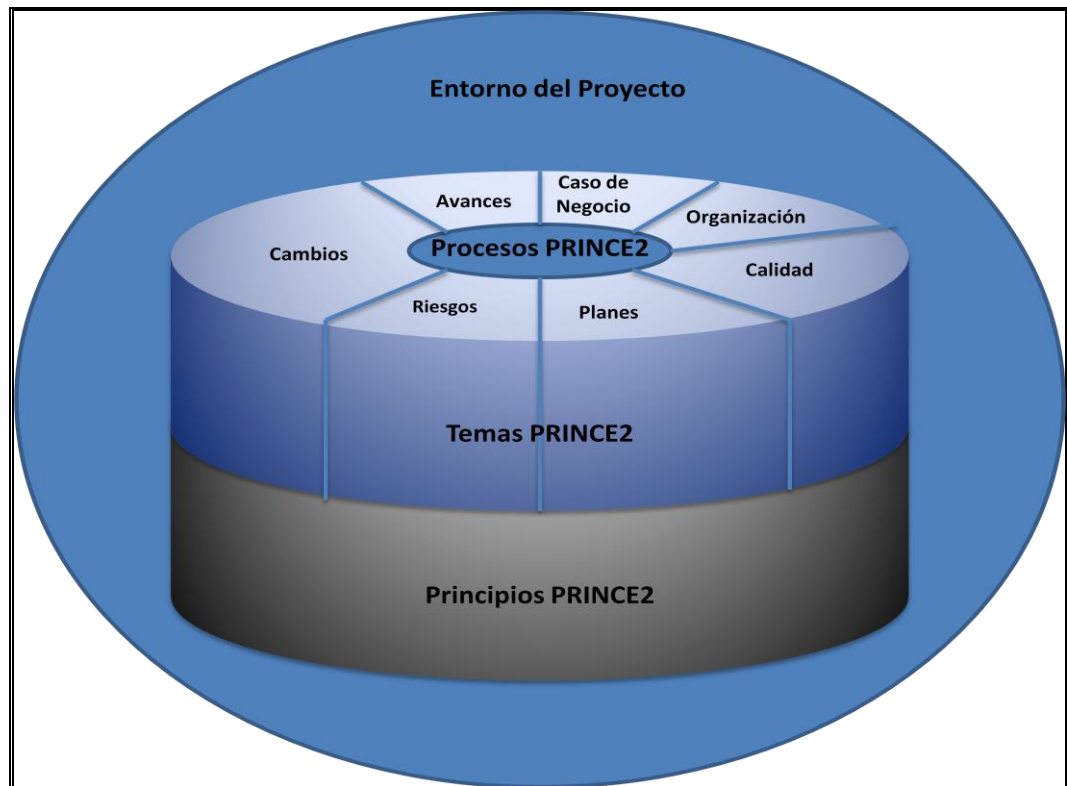 Entorno del Proyecto
Avances
Caso de
Negocio
Organización
Procesos PRINCE2
Cambios
Calidad
Riesgos
Planes
Temas PRINCE2
Principios PRINCE2